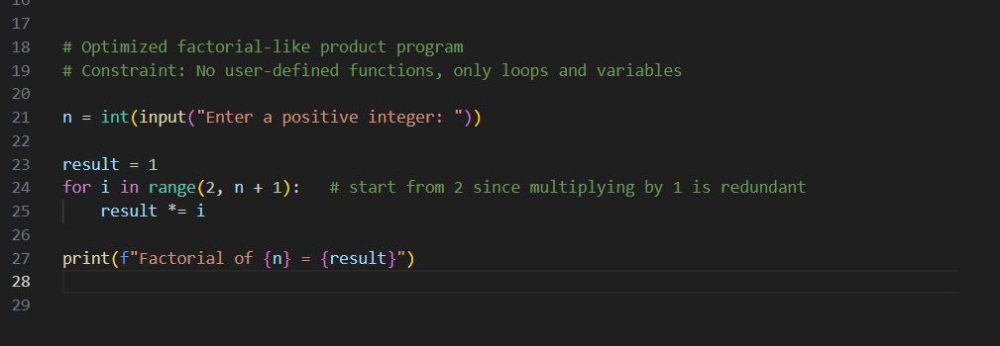 16
17
18 # Optimized factorial-like product program
19 # Constraint: No user-defined functions, only loops and variables
20
21 n = int(input("Enter a positive integer: "))
22
23 result = 1
24 for i in range(2, n + 1):   # start from 2 since multiplying by 1 is redundant
25     result *= i
26
27 print(f"Factorial of {n} = {result}")
28
29